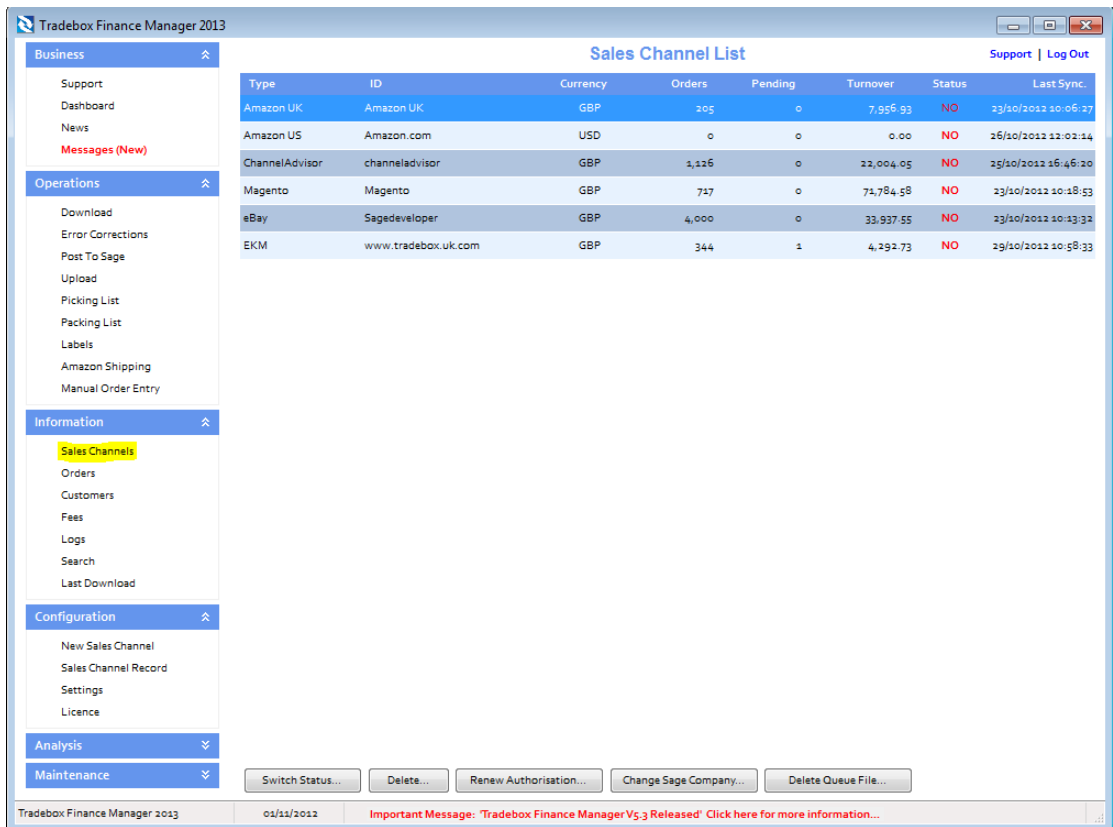 Tradebox Finance Manager 2013
Business
Support
Dashboard
News
Messages (New)
Operations
Download
Error Corrections
Post To Sage
Upload
Picking List
Packing List
Labels
Amazon Shipping
Manual Order Entry
Information
Sales Channels
Orders
Customers
Fees
Logs
Search
Last Download
Configuration
New Sales Channel
Sales Channel Record
Settings
Licence
Analysis
Maintenance
Sales Channel List
Support | Log Out
Type ID Currency Orders Pending Turnover Status Last Sync.
Amazon UK Amazon UK GBP 205 0 7,956.93 NO 23/10/2012 10:06:27
Amazon US Amazon.com USD 0 0 0.00 NO 26/10/2012 12:02:14
ChannelAdvisor channeladvisor GBP 1,126 0 22,004.05 NO 25/10/2012 16:46:20
Magento Magento GBP 717 0 71,784.58 NO 23/10/2012 10:18:53
eBay Sagedeveloper GBP 4,000 0 33,937.55 NO 23/10/2012 10:13:32
EKM www.tradebox.uk.com GBP 344 1 4,292.73 NO 29/10/2012 10:58:33
Switch Status... Delete... Renew Authorisation... Change Sage Company... Delete Queue File...
Tradebox Finance Manager 2013 01/11/2012 Important Message: 'Tradebox Finance Manager V5.3 Released' Click here for more information...